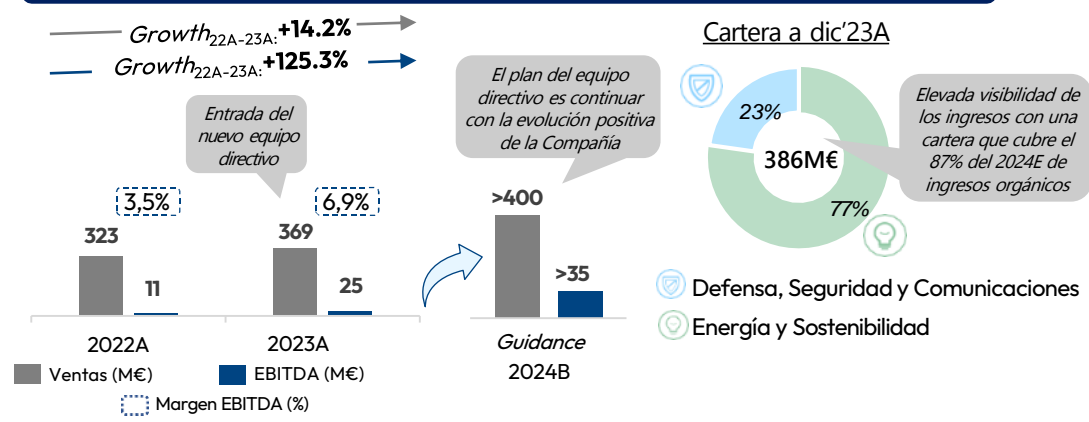 Growth22A-23A:+14.2%
Growth22A-23A:+125.3%
Entrada del
nuevo equipo
directivo
3,5%
6,9%
323
11
369
25
2022A
2023A
Ventas (M€)
EBITDA (M€)
Margen EBITDA (%)
El plan del equipo
directivo es continuar
con la evolución positiva
de la Compañía
>400
>35
Guidance
2024B
Cartera a dic'23A
23%
386M€
77%
Elevada visibilidad de
los ingresos con una
cartera que cubre el
87% del 2024E de
ingresos orgánicos
Defensa, Seguridad y Comunicaciones
Energía y Sostenibilidad